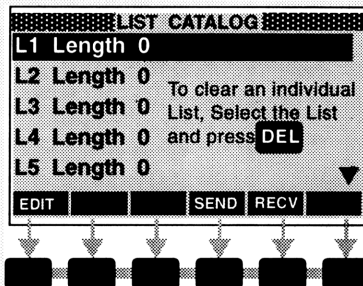 LIST CATALOG
L1 Length 0
L2 Length 0
L3 Length 0
L4 Length 0
L5 Length 0
To clear an individual
List, Select the List
and press DEL
EDIT SEND RECV